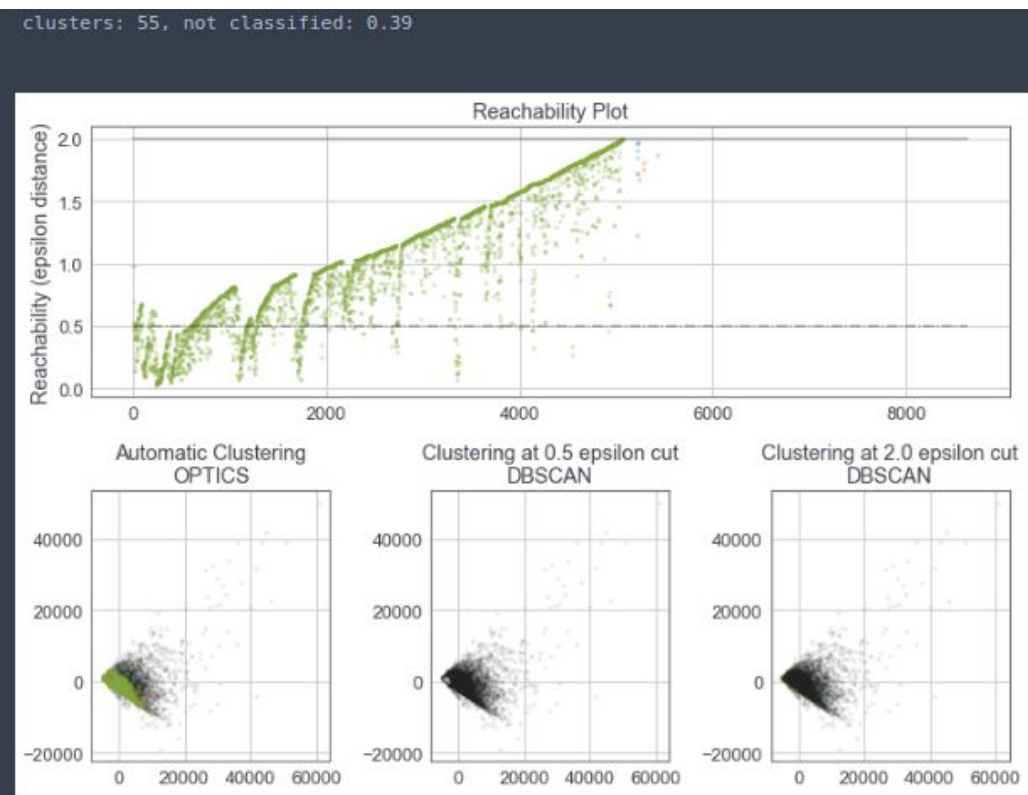 clusters: 55, not classified: 0.39
Reachability Plot
Reachability (epsilon distance)
2.0
1.5
1.0
0.5
0.0
0 2000 4000 6000 8000
Automatic Clustering
OPTICS
40000
20000
0
−20000
0 20000 40000 60000
Clustering at 0.5 epsilon cut
DBSCAN
40000
20000
0
−20000
0 20000 40000 60000
Clustering at 2.0 epsilon cut
DBSCAN
40000
20000
0
−20000
0 20000 40000 60000